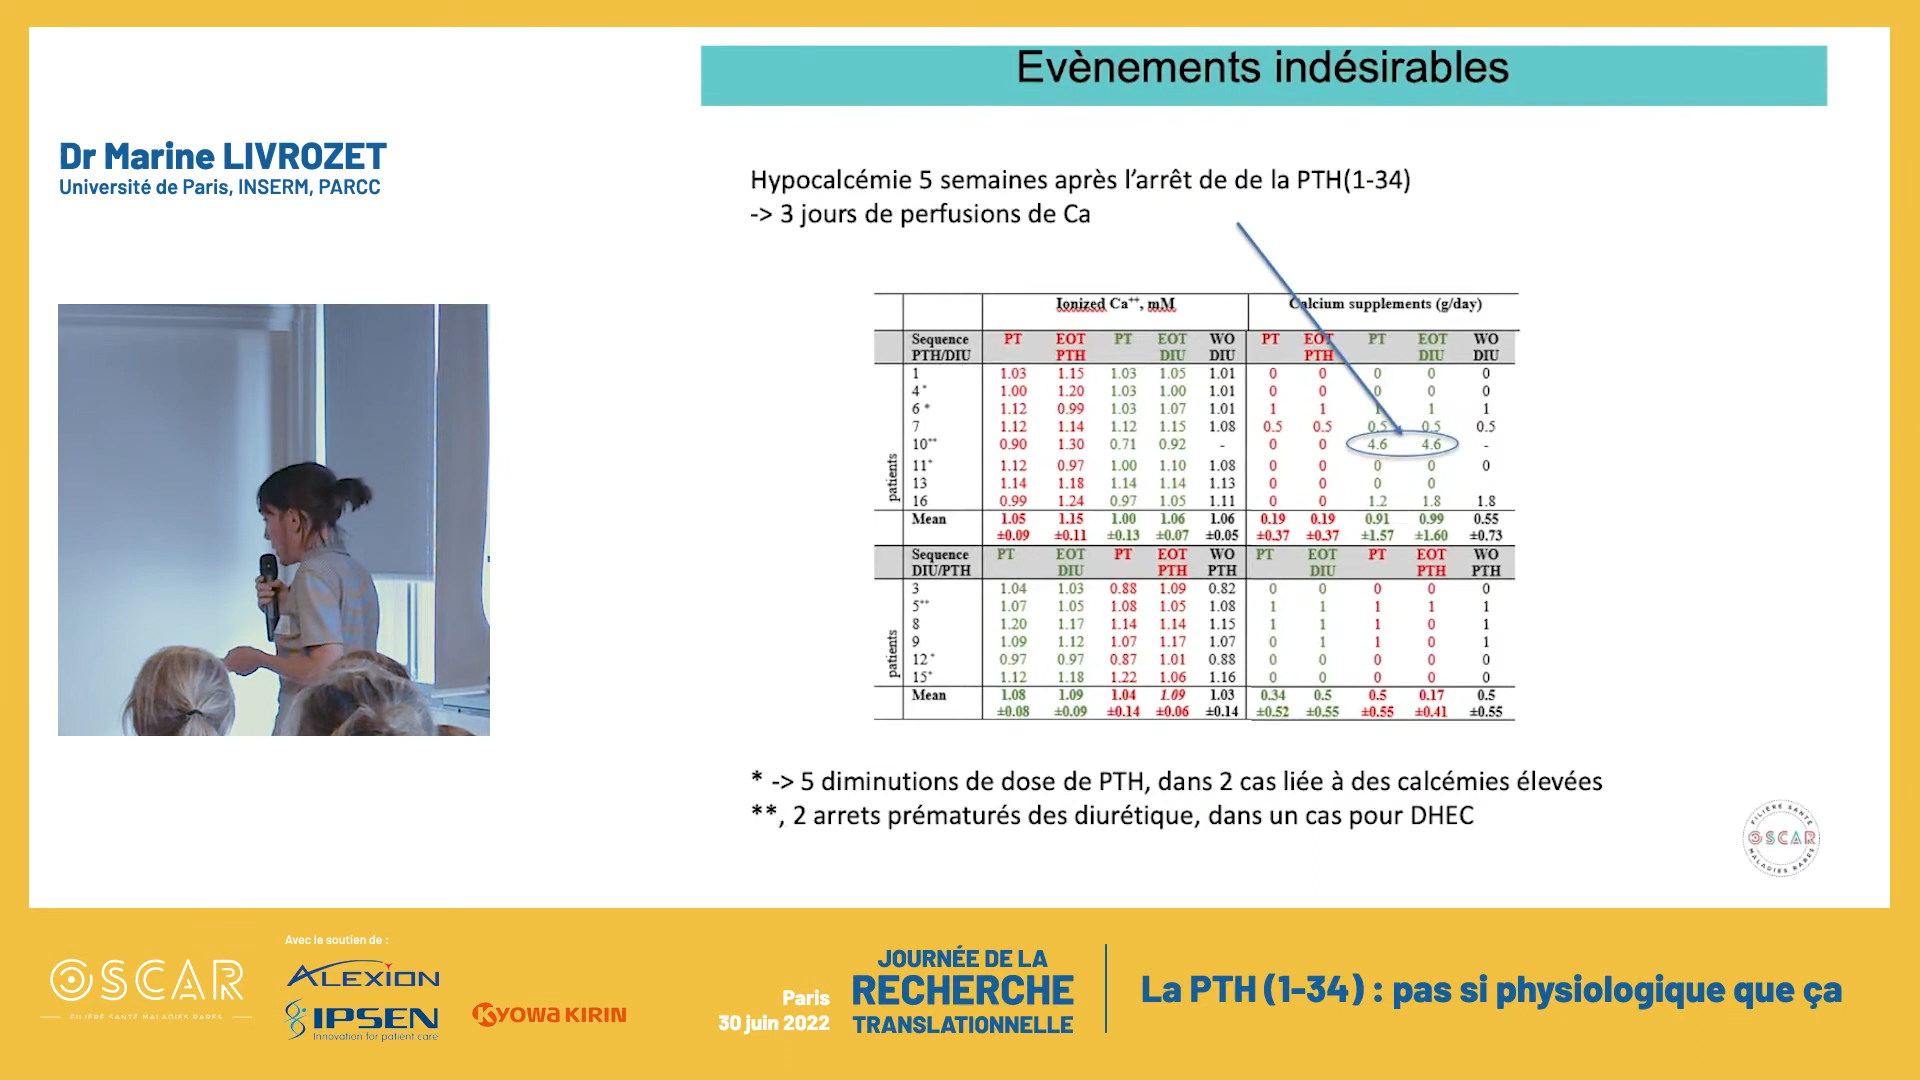 Evènements indésirables
Dr Marine LIVROZET
Université de Paris, INSERM, PARCC
Hypocalcémie 5 semaines après l’arrêt de de la PTH(1-34)
-> 3 jours de perfusions de Ca
Ionized Ca++, mM Calcium supplements (g/day)
Sequence PT EOT PT EOT WO PT EOT PT EOT WO
PTH/DIU PTH DIU DIU PTH DIU DIU
patients
1 1.03 1.15 1.03 1.05 1.01 0 0 0 0 0
4* 1.00 1.20 1.03 1.00 1.01 0 0 0 0 0
6* 1.12 0.99 1.03 1.07 1.01 1 1 1 1 1
7 1.12 1.14 1.12 1.15 1.08 0.5 0.5 0.5 0.5 0.5
10** 0.90 1.30 0.71 0.92 - 0 0 4.6 4.6 -
11* 1.12 0.97 1.00 1.10 1.08 0 0 0 0 0
13 1.14 1.18 1.14 1.14 1.13 0 0 0 0
16 0.99 1.24 0.97 1.05 1.11 0 0 1.2 1.8 1.8
Mean 1.05 1.15 1.00 1.06 1.06 0.19 0.19 0.91 0.99 0.55
±0.09 ±0.11 ±0.13 ±0.07 ±0.05 ±0.37 ±0.37 ±1.57 ±1.60 ±0.73
Sequence PT EOT PT EOT WO PT EOT PT EOT WO
DIU/PTH DIU PTH PTH DIU PTH PTH
patients
3 1.04 1.03 0.88 1.09 0.82 0 0 0 0 0
5** 1.07 1.05 1.08 1.05 1.08 1 1 1 1 1
8 1.20 1.17 1.14 1.14 1.15 1 1 1 0 1
9 1.09 1.12 1.07 1.17 1.07 0 1 1 0 1
12* 0.97 0.97 0.87 1.01 0.88 0 0 0 0 0
15* 1.12 1.18 1.22 1.06 1.16 0 0 0 0 0
Mean 1.08 1.09 1.04 1.09 1.03 0.34 0.5 0.5 0.17 0.5
±0.08 ±0.09 ±0.14 ±0.06 ±0.14 ±0.52 ±0.55 ±0.55 ±0.41 ±0.55
* -> 5 diminutions de dose de PTH, dans 2 cas liée à des calcémies élevées
**, 2 arrets prématurés des diurétique, dans un cas pour DHEC
FILIÈRE SANTÉ
OSCAR
MALADIES RARES
OSCAR
FILIÈRE SANTÉ MALADIES RARES
Avec le soutien de :
ALEXION
IPSEN
Innovation for patient care
KYOWA KIRIN
Paris
30 juin 2022
JOURNÉE DE LA
RECHERCHE
TRANSLATIONNELLE
La PTH (1-34) : pas si physiologique que ça